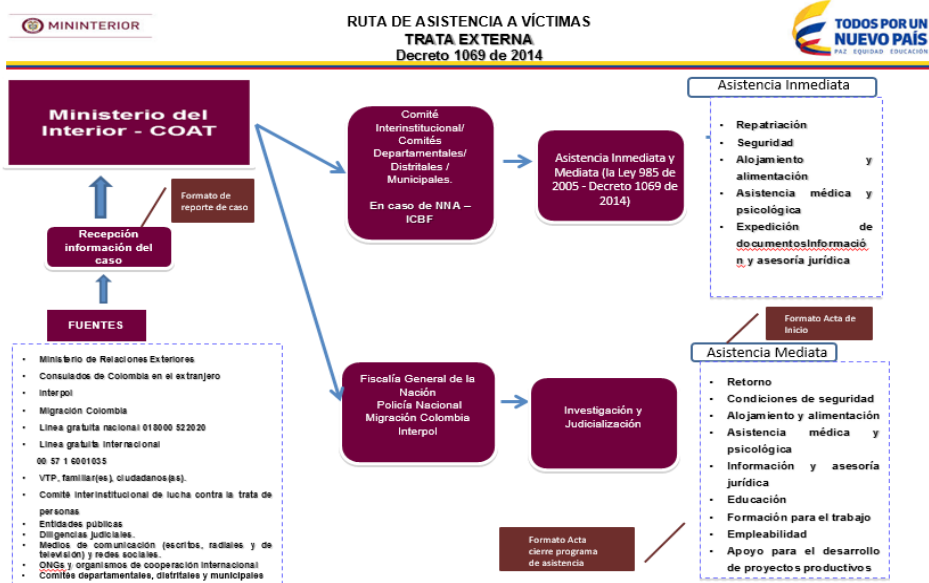 MININTERIOR
RUTA DE ASISTENCIA A VÍCTIMAS
TRATA EXTERNA
Decreto 1069 de 2014
TODOS POR UN
NUEVO PAÍS
PAZ EQUIDAD EDUCACIÓN
Ministerio del
Interior - COAT
Formato de
reporte de caso
Recepción
información del
caso
FUENTES
• Ministerio de Relaciones Exteriores
• Consulados de Colombia en el extranjero
• Interpol
• Migración Colombia
• Línea gratuita nacional 018000 522020
• Línea gratuita Internacional
00 57 1 6001035
• VTP, familiar(es), ciudadanos(as).
• Comité Interinstitucional de lucha contra la trata de
personas
• Entidades públicas
• Diligencias judiciales.
• Medios de comunicación (escritos, radiales y de
televisión) y redes sociales.
• ONGs y organismos de cooperación internacional
• Comités departamentales, distritales y municipales
Comité
Interinstitucional/
Comités
Departamentales/
Distritales /
Municipales.
En caso de NNA –
ICBF
Asistencia Inmediata y
Mediata (la Ley 985 de
2005 - Decreto 1069 de
2014)
Asistencia Inmediata
• Repatriación
• Seguridad
• Alojamiento y
alimentación
• Asistencia médica y
psicológica
• Expedición de
documentosInformació
n y asesoría jurídica
Formato Acta de
Inicio
Fiscalía General de la
Nación
Policía Nacional
Migración Colombia
Interpol
Investigación y
Judicialización
Asistencia Mediata
• Retorno
• Condiciones de seguridad
• Alojamiento y alimentación
• Asistencia médica y
psicológica
• Información y asesoría
jurídica
• Educación
• Formación para el trabajo
• Empleabilidad
• Apoyo para el desarrollo
de proyectos productivos
Formato Acta
cierre programa
de asistencia